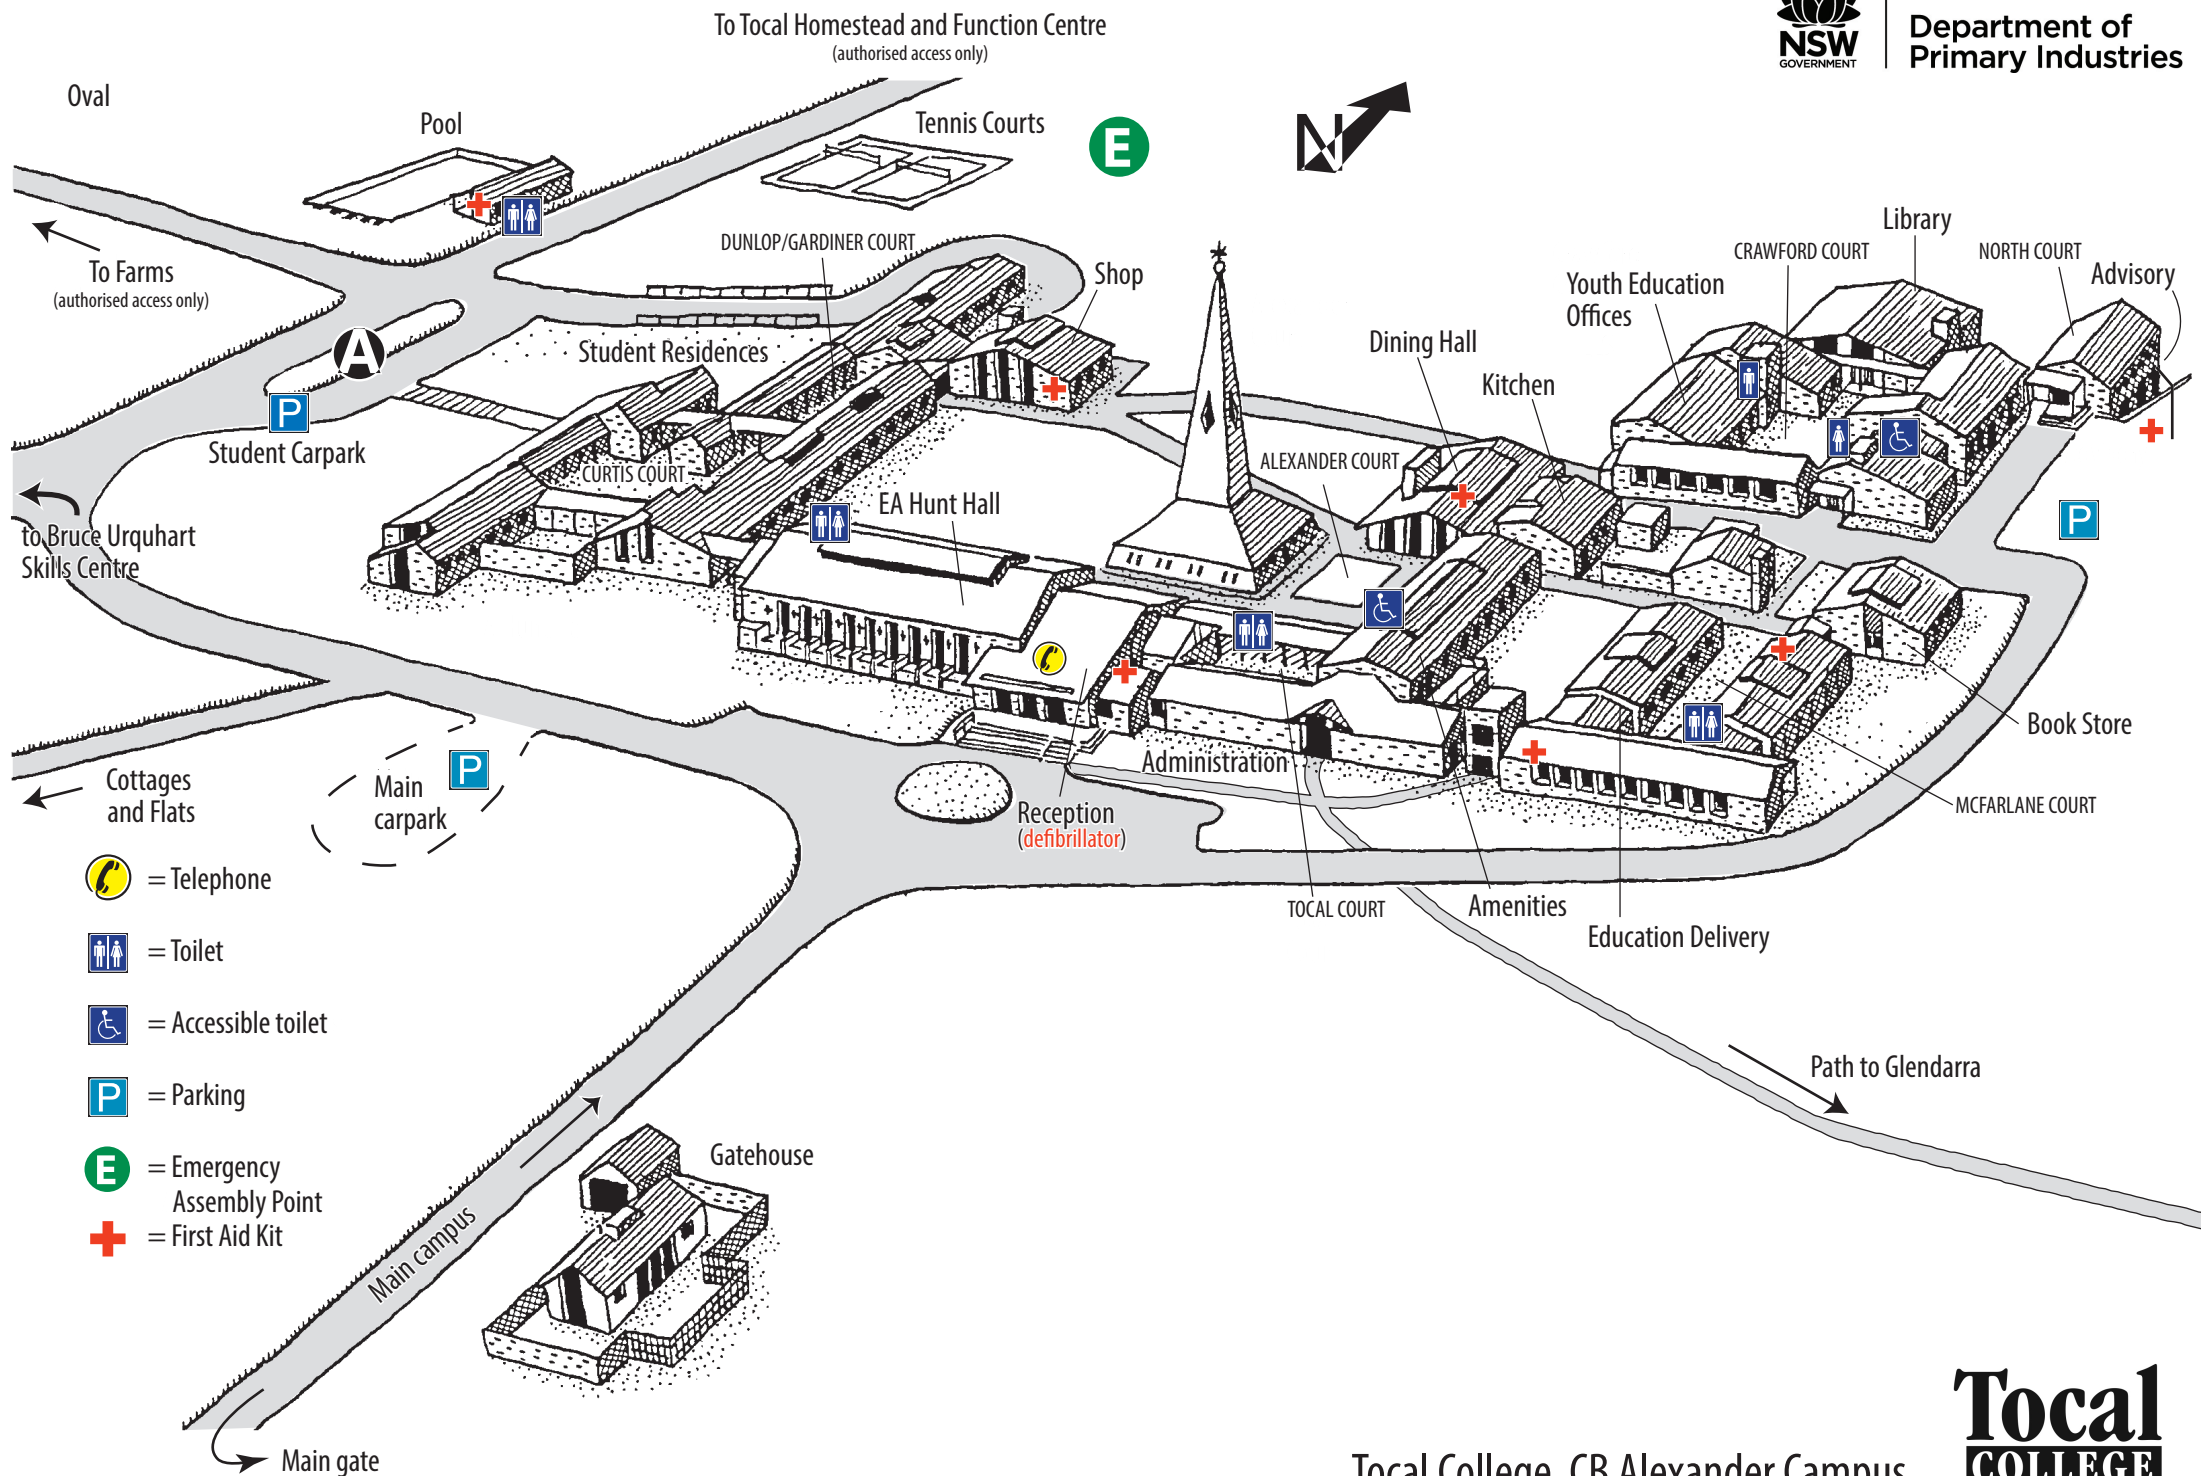 To Tocal Homestead and Function Centre
(authorised access only)
NSW
GOVERNMENT
Department of
Primary Industries
Oval
Pool
Tennis Courts
E
N
To Farms
(authorised access only)
DUNLOP/GARDINER COURT
Shop
Library
CRAWFORD COURT
NORTH COURT
Advisory
Youth Education
Offices
A
Student Residences
Dining Hall
Kitchen
P
Student Carpark
CURTIS COURT
ALEXANDER COURT
EA Hunt Hall
P
to Bruce Urquhart
Skills Centre
Book Store
Cottages
and Flats
Main
carpark
P
Administration
Reception
(defibrillator)
MCFARLANE COURT
TOCAL COURT
Amenities
Education Delivery
= Telephone
= Toilet
= Accessible toilet
P = Parking
E = Emergency
Assembly Point
= First Aid Kit
Path to Glendarra
Gatehouse
Main campus
Main gate
Tocal College, CB Alexander Campus
Tocal
COLLEGE